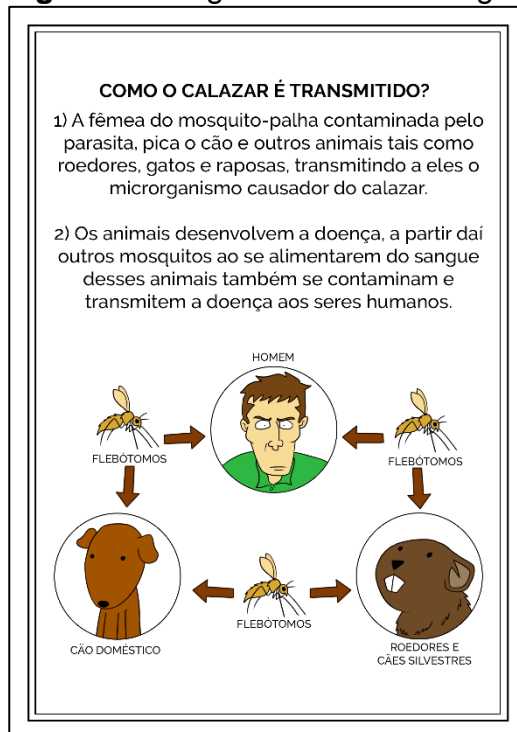 COMO O CALAZAR É TRANSMITIDO?
1) A fêmea do mosquito-palha contaminada pelo
parasita, pica o cão e outros animais tais como
roedores, gatos e raposas, transmitindo a eles o
microrganismo causador do calazar.
2) Os animais desenvolvem a doença, a partir daí
outros mosquitos ao se alimentarem do sangue
desses animais também se contaminam e
transmitem a doença aos seres humanos.
HOMEM
FLEBÓTOMOS
FLEBÓTOMOS
FLEBÓTOMOS
CÃO DOMÉSTICO
ROEDORES E
CÃES SILVESTRES